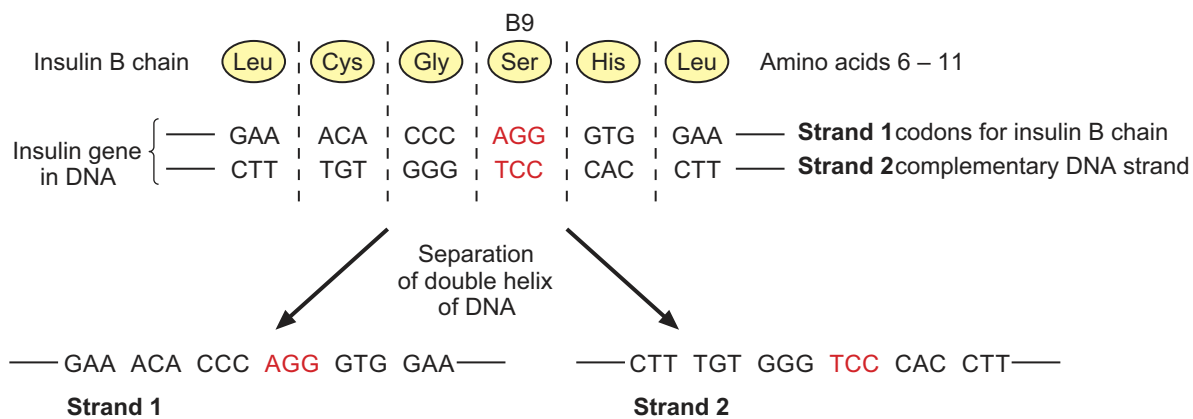 B9
Insulin B chain Leu Cys Gly Ser His Leu Amino acids 6 – 11
Insulin gene
in DNA
GAA ACA CCC AGG GTG GAA Strand 1 codons for insulin B chain
CTT TGT GGG TCC CAC CTT Strand 2 complementary DNA strand
Separation
of double helix
of DNA
GAA ACA CCC AGG GTG GAA
CTT TGT GGG TCC CAC CTT
Strand 1
Strand 2